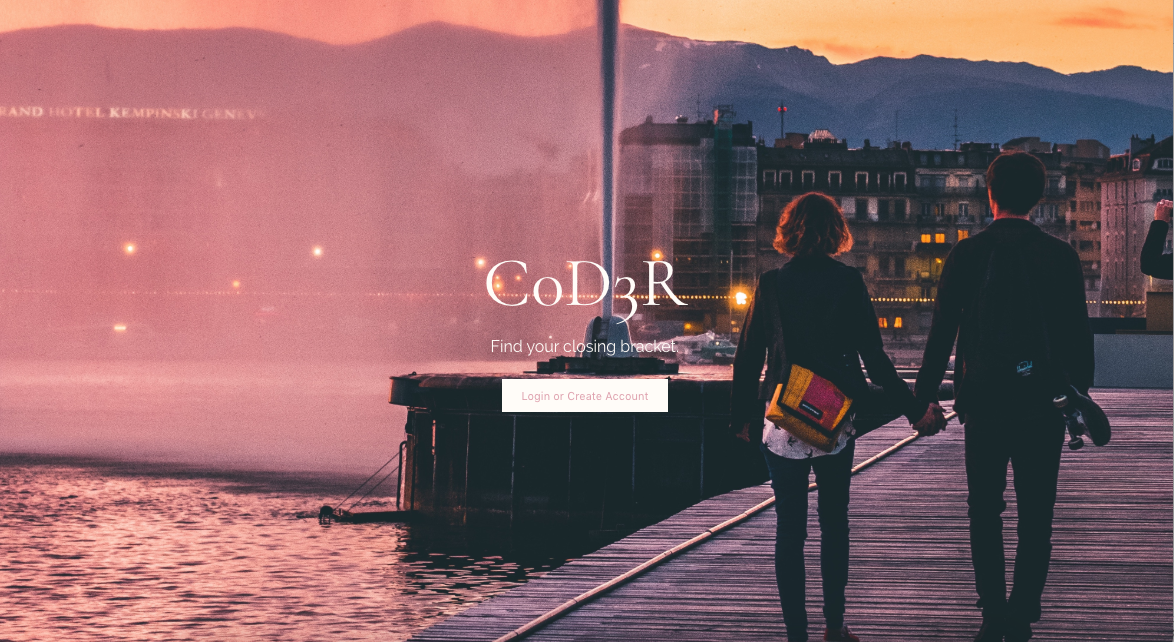 RAND HOTEL KEMPINSKI GENEV
CoD3R
Find your closing bracket.
Login or Create Account